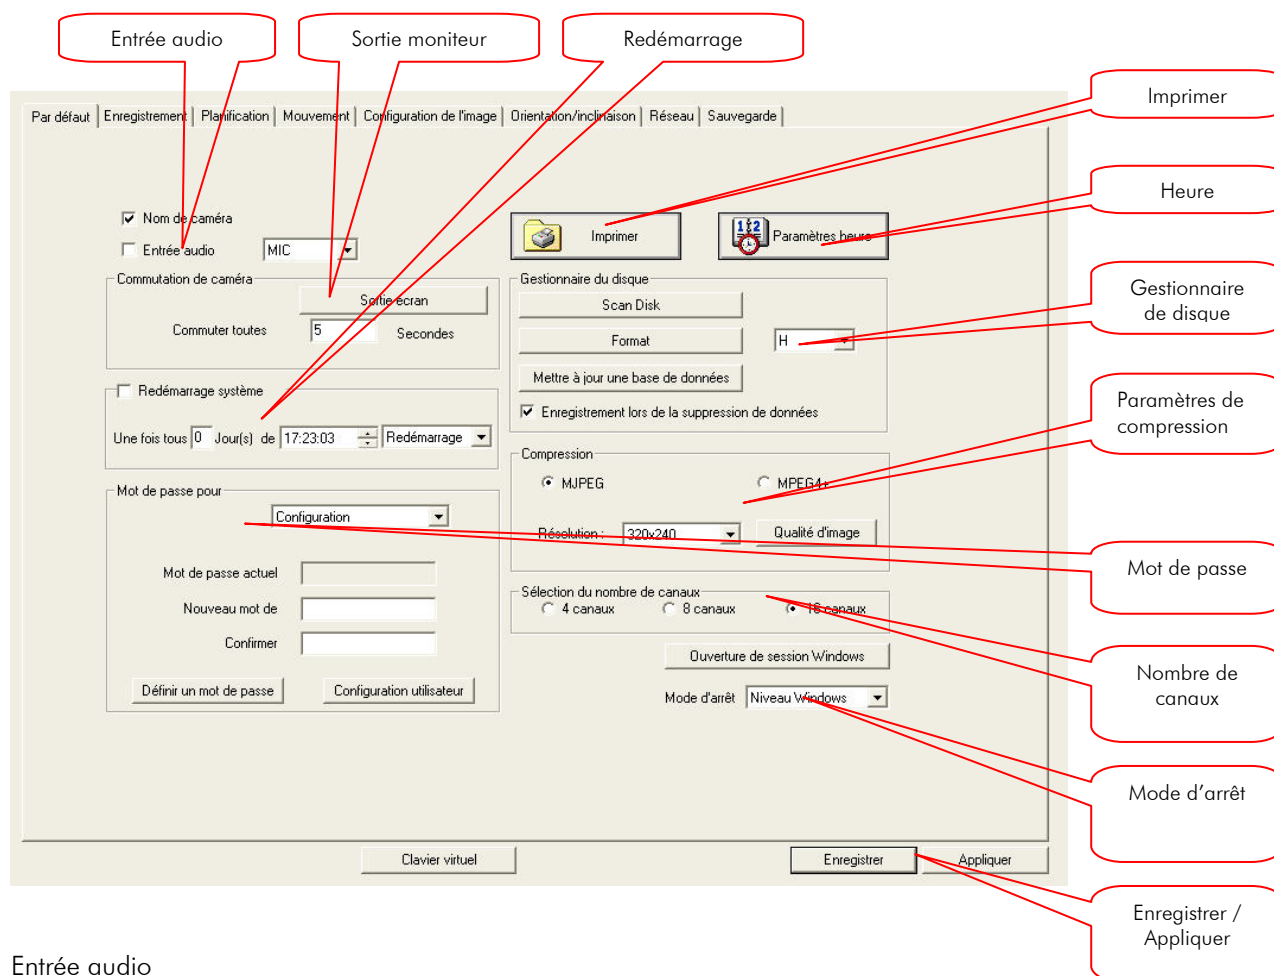 Entrée audio
Sortie moniteur
Redémarrage
Imprimer
Heure
Gestionnaire
de disque
Paramètres de
compression
Mot de passe
Nombre de
canaux
Mode d'arrêt
Enregistrer /
Appliquer
Par défaut
Enregistrement
Planification
Mouvement
Configuration de l'image
Orientation/inclinaison
Réseau
Sauvegarde
Nom de caméra
Entrée audio
MIC
Commutation de caméra
Sortie écran
Commuter toutes
5
Secondes
Redémarrage système
Une fois tous
0
Jour(s) de
17:23:03
Redémarrage
Mot de passe pour
Configuration
Mot de passe actuel
Nouveau mot de
Confirmer
Définir un mot de passe
Configuration utilisateur
Imprimer
Paramètres heure
Gestionnaire du disque
Scan Disk
Format
H
Mettre à jour une base de données
Enregistrement lors de la suppression de données
Compression
MJPEG
MPEG4+
Résolution :
320x240
Qualité d'image
Sélection du nombre de canaux
4 canaux
8 canaux
16 canaux
Ouverture de session Windows
Mode d'arrêt
Niveau Windows
Clavier virtuel
Enregistrer
Appliquer
Entrée audio